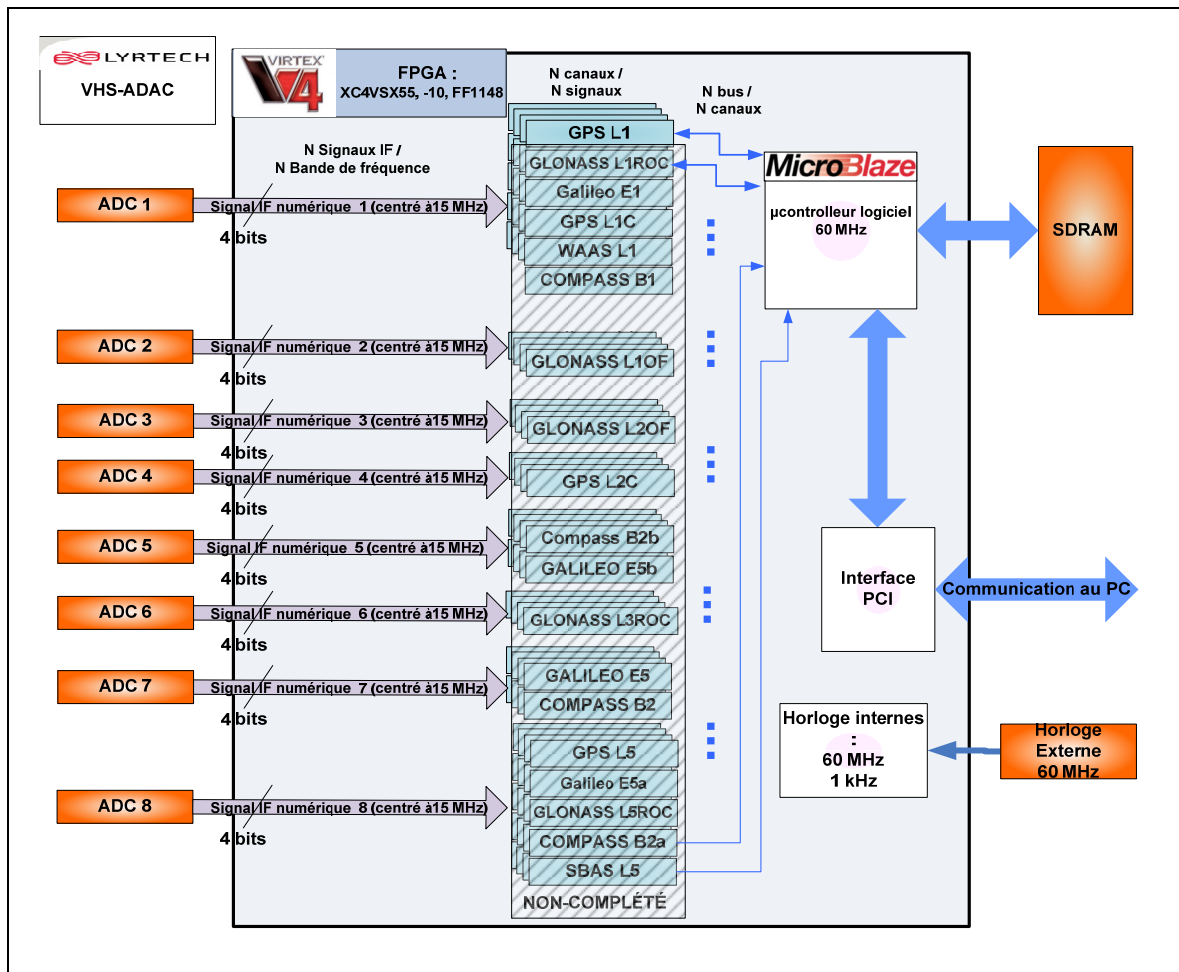 LYRTECH
VHS-ADAC
VIRTEX
V4
FPGA :
XC4VSX55, -10, FF1148
N canaux /
N signaux
N bus /
N canaux
N Signaux IF /
N Bande de fréquence
ADC 1
Signal IF numérique 1 (centré à15 MHz)
4 bits
GPS L1
GLONASS L1ROC
Galileo E1
GPS L1C
WAAS L1
COMPASS B1
MicroBlaze
µcontrolleur logiciel
60 MHz
SDRAM
ADC 2
Signal IF numérique 2 (centré à15 MHz)
4 bits
GLONASS L1OF
ADC 3
Signal IF numérique 3 (centré à15 MHz)
4 bits
GLONASS L2OF
ADC 4
Signal IF numérique 4 (centré à15 MHz)
4 bits
GPS L2C
ADC 5
Signal IF numérique 5 (centré à15 MHz)
4 bits
Compass B2b
GALILEO E5b
Interface
PCI
Communication au PC
ADC 6
Signal IF numérique 6 (centré à15 MHz)
4 bits
GLONASS L3ROC
ADC 7
Signal IF numérique 7 (centré à15 MHz)
4 bits
GALILEO E5
COMPASS B2
Horloge internes
:
60 MHz
1 kHz
Horloge
Externe
60 MHz
ADC 8
Signal IF numérique 8 (centré à15 MHz)
4 bits
GPS L5
Galileo E5a
GLONASS L5ROC
COMPASS B2a
SBAS L5
NON-COMPLÉTÉ